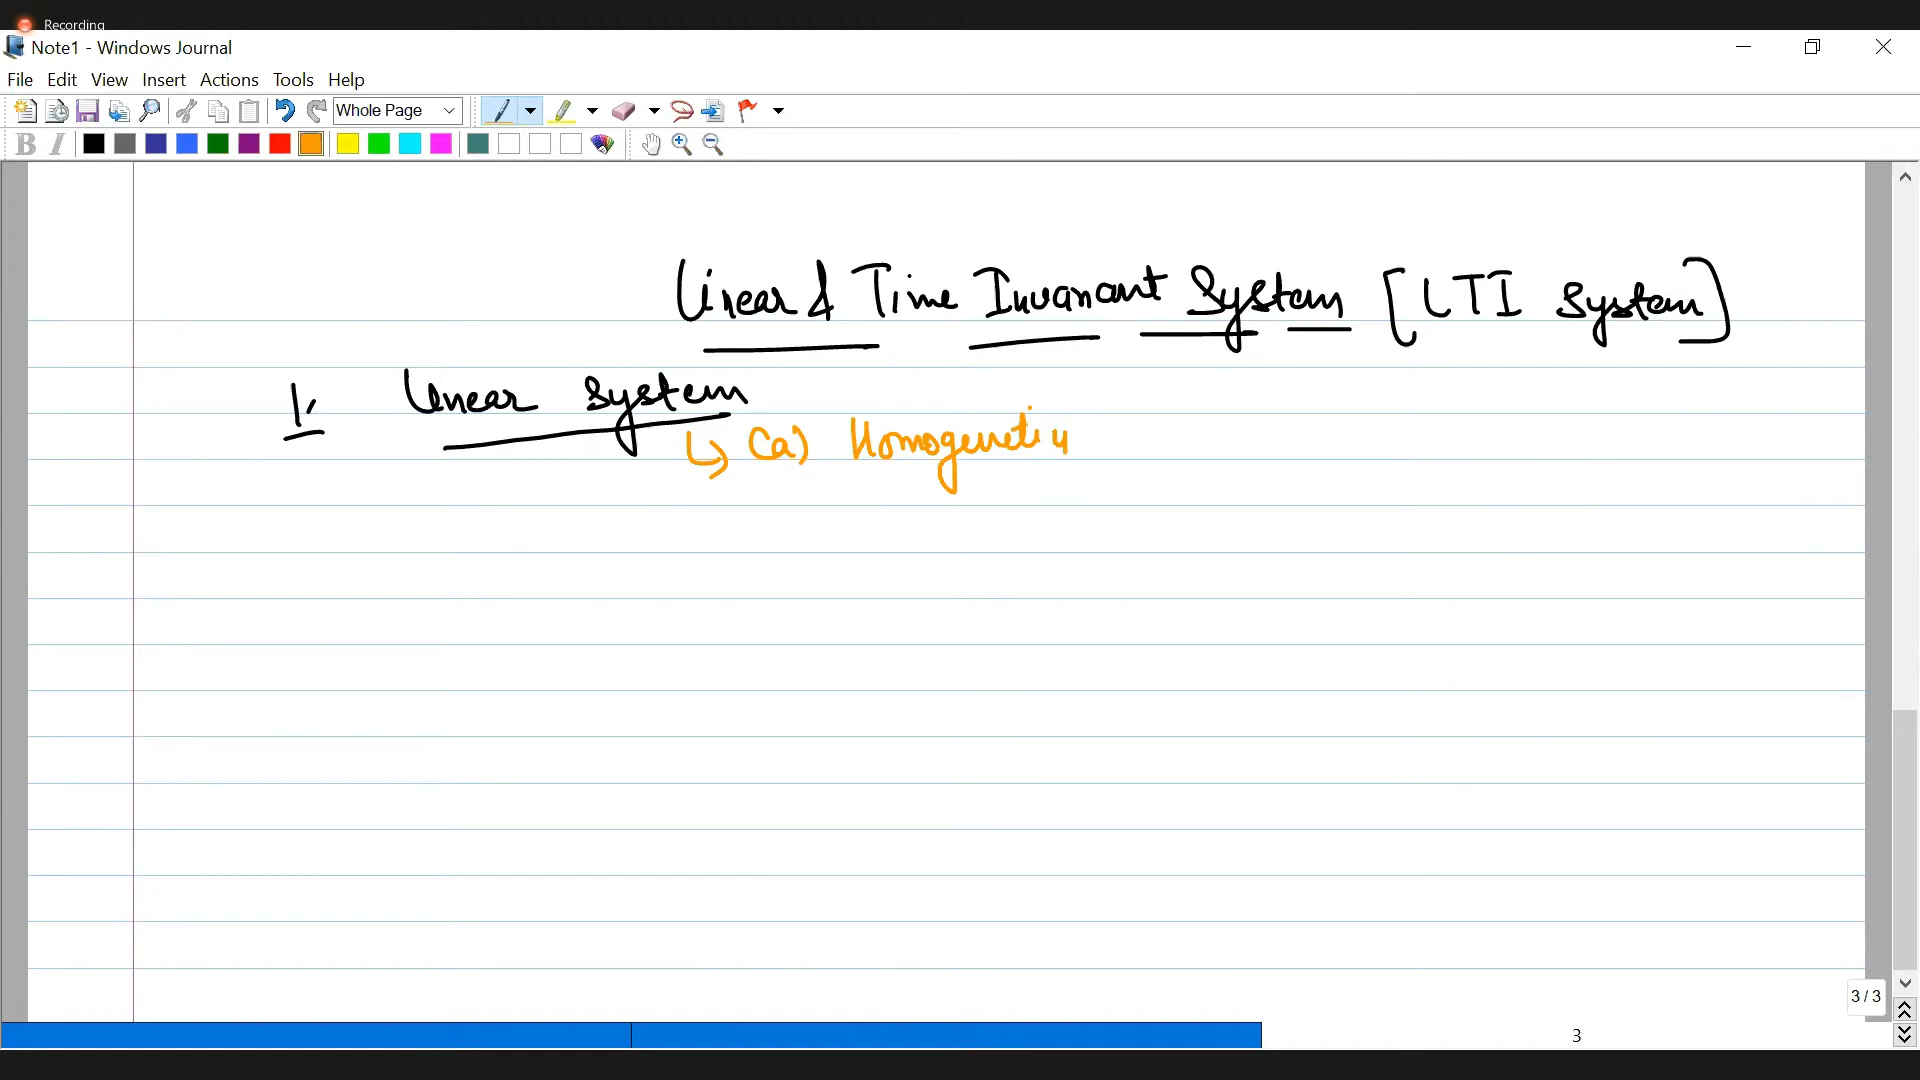 Recording
Note1 - Windows Journal
File Edit View Insert Actions Tools Help
Whole Page
B I
Linear & Time Invariant System [LTI System]
1. Linear System
(a) Homogeneti
3 / 3
3